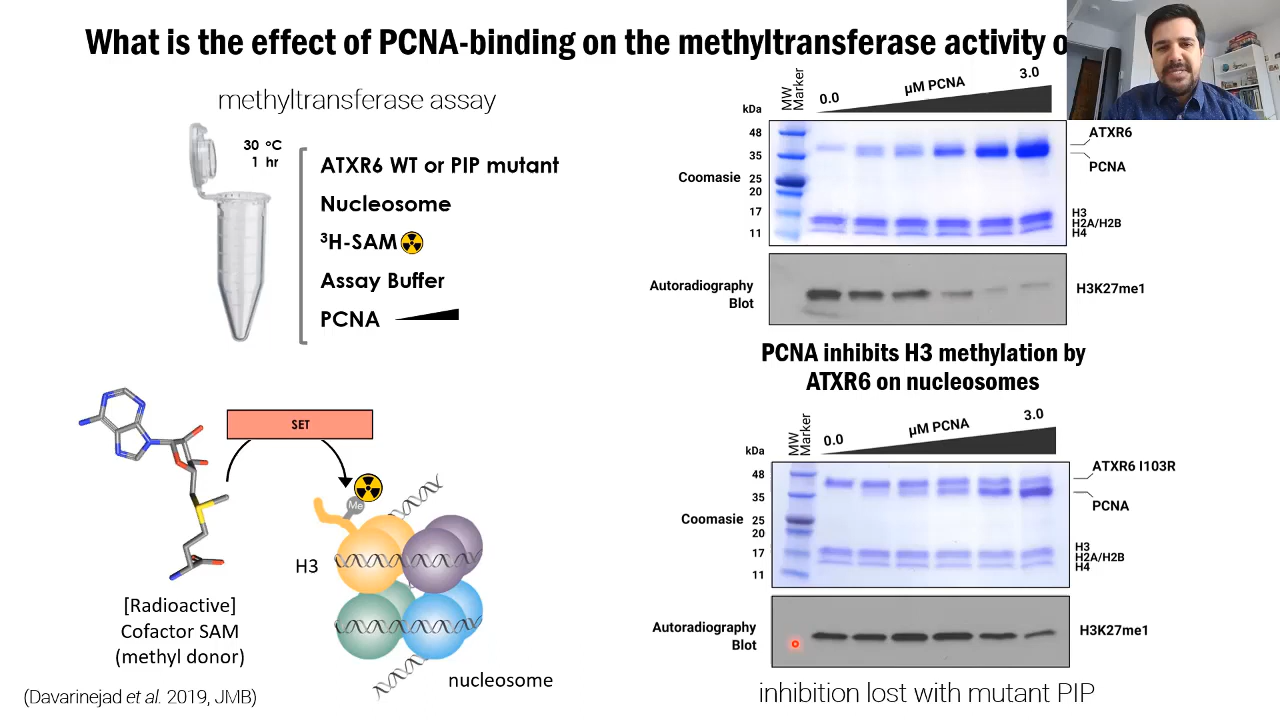 What is the effect of PCNA-binding on the methyltransferase activity o
methyltransferase assay
30 °C
1 hr
ATXR6 WT or PIP mutant
Nucleosome
³H-SAM
Assay Buffer
PCNA
SET
Me
H3
[Radioactive]
Cofactor SAM
(methyl donor)
nucleosome
(Davarinejad et al. 2019, JMB)
MW
Marker
0.0
µM PCNA
3.0
kDa
48
35
25
20
17
11
Coomasie
ATXR6
PCNA
H3
H2A/H2B
H4
Autoradiography
Blot
H3K27me1
PCNA inhibits H3 methylation by
ATXR6 on nucleosomes
MW
Marker
0.0
µM PCNA
3.0
kDa
48
35
25
20
17
11
Coomasie
ATXR6 I103R
PCNA
H3
H2A/H2B
H4
Autoradiography
Blot
H3K27me1
inhibition lost with mutant PIP